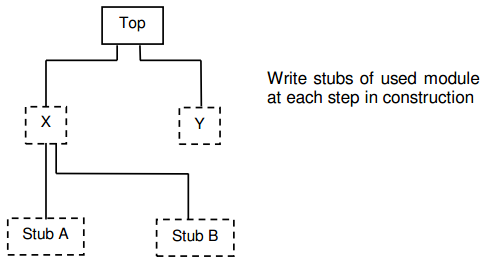 Top
Write stubs of used module
at each step in construction
X
Y
Stub A
Stub B